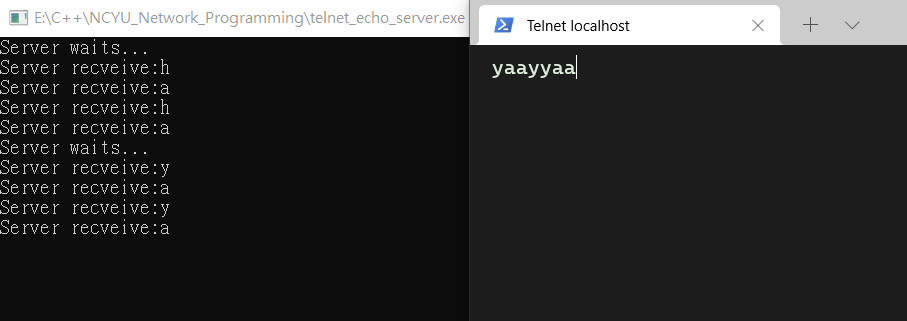 E:\C++\NCYU_Network_Programming\telnet_echo_server.exe
Server waits...
Server recveive:h
Server recveive:a
Server recveive:h
Server recveive:a
Server waits...
Server recveive:y
Server recveive:a
Server recveive:y
Server recveive:a
Telnet localhost
yaayyaa